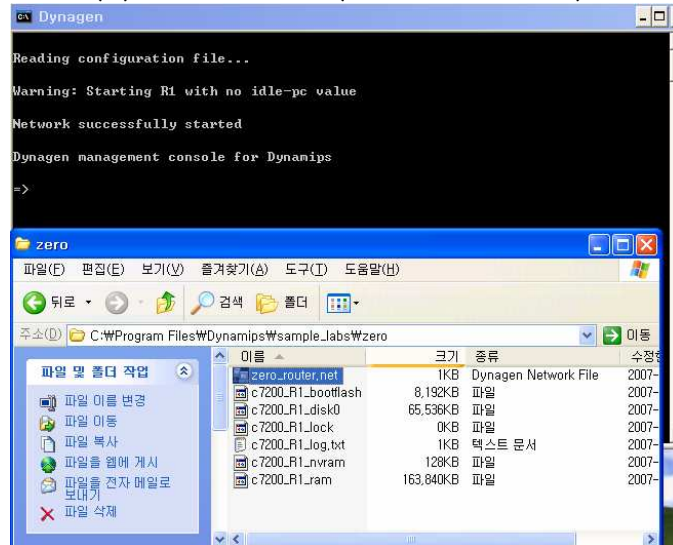 Dynagen
Reading configuration file...
Warning: Starting R1 with no idle-pc value
Network successfully started
Dynagen management console for Dynamips
=>
zero
파일(F) 편집(E) 보기(V) 즐겨찾기(A) 도구(T) 도움말(H)
뒤로 검색 폴더
주소(D) C:₩Program Files₩Dynamips₩sample_labs₩zero 이동
파일 및 폴더 작업
파일 이름 변경
파일 이동
파일 복사
파일을 웹에 게시
파일을 전자 메일로
보내기
파일 삭제
이름 크기 종류 수정한
zero_router.net 1KB Dynagen Network File 2007-
c7200_R1_bootflash 8,192KB 파일 2007-
c7200_R1_disk0 65,536KB 파일 2007-
c7200_R1_lock 0KB 파일 2007-
c7200_R1_log.txt 1KB 텍스트 문서 2007-
c7200_R1_nvram 128KB 파일 2007-
c7200_R1_ram 163,840KB 파일 2007-